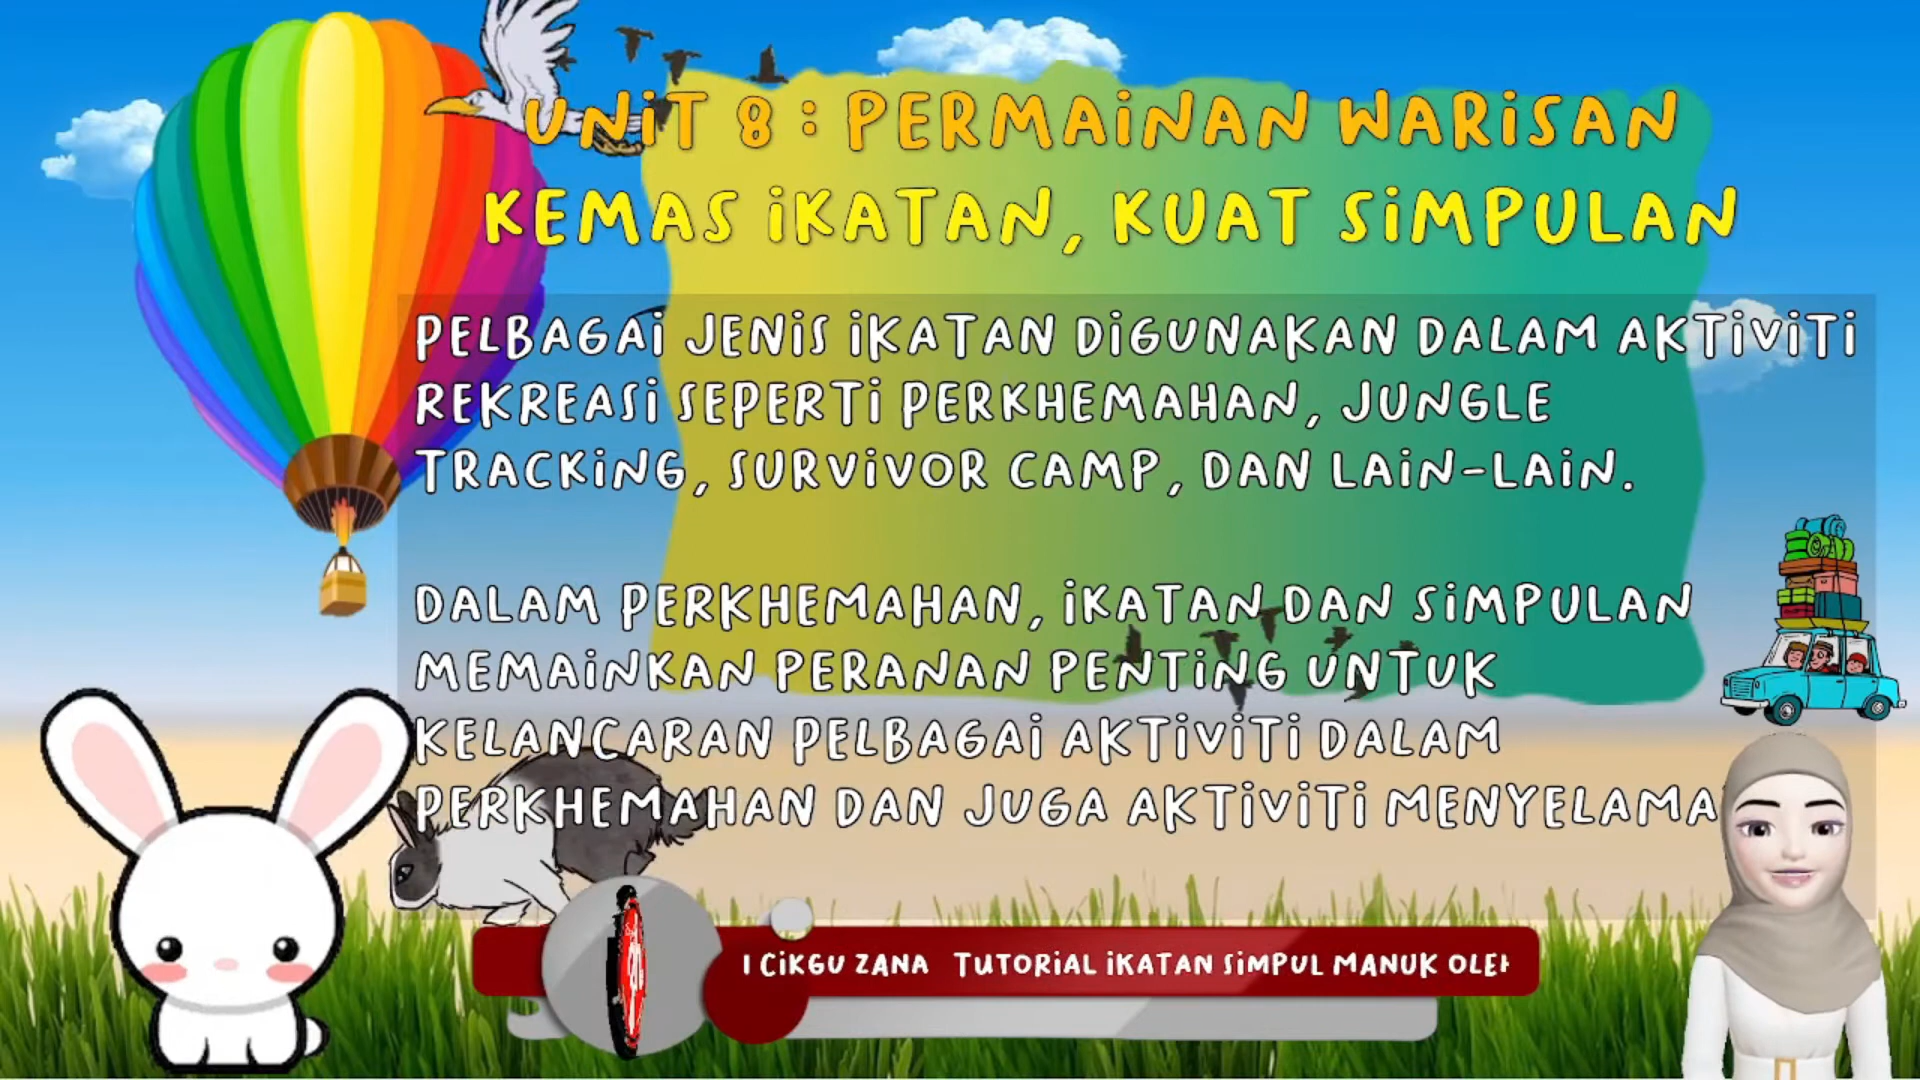 UNIT 8 : PERMAINAN WARISAN
KEMAS IKATAN, KUAT SIMPULAN
PELBAGAI JENIS IKATAN DIGUNAKAN DALAM AKTIVITI
REKREASI SEPERTI PERKHEMAHAN, JUNGLE
TRACKING, SURVIVOR CAMP, DAN LAIN-LAIN.
DALAM PERKHEMAHAN, IKATAN DAN SIMPULAN
MEMAINKAN PERANAN PENTING UNTUK
KELANCARAN PELBAGAI AKTIVITI DALAM
PERKHEMAHAN DAN JUGA AKTIVITI MENYELAMA
CIKGU ZANA TUTORIAL IKATAN SIMPUL MANUK